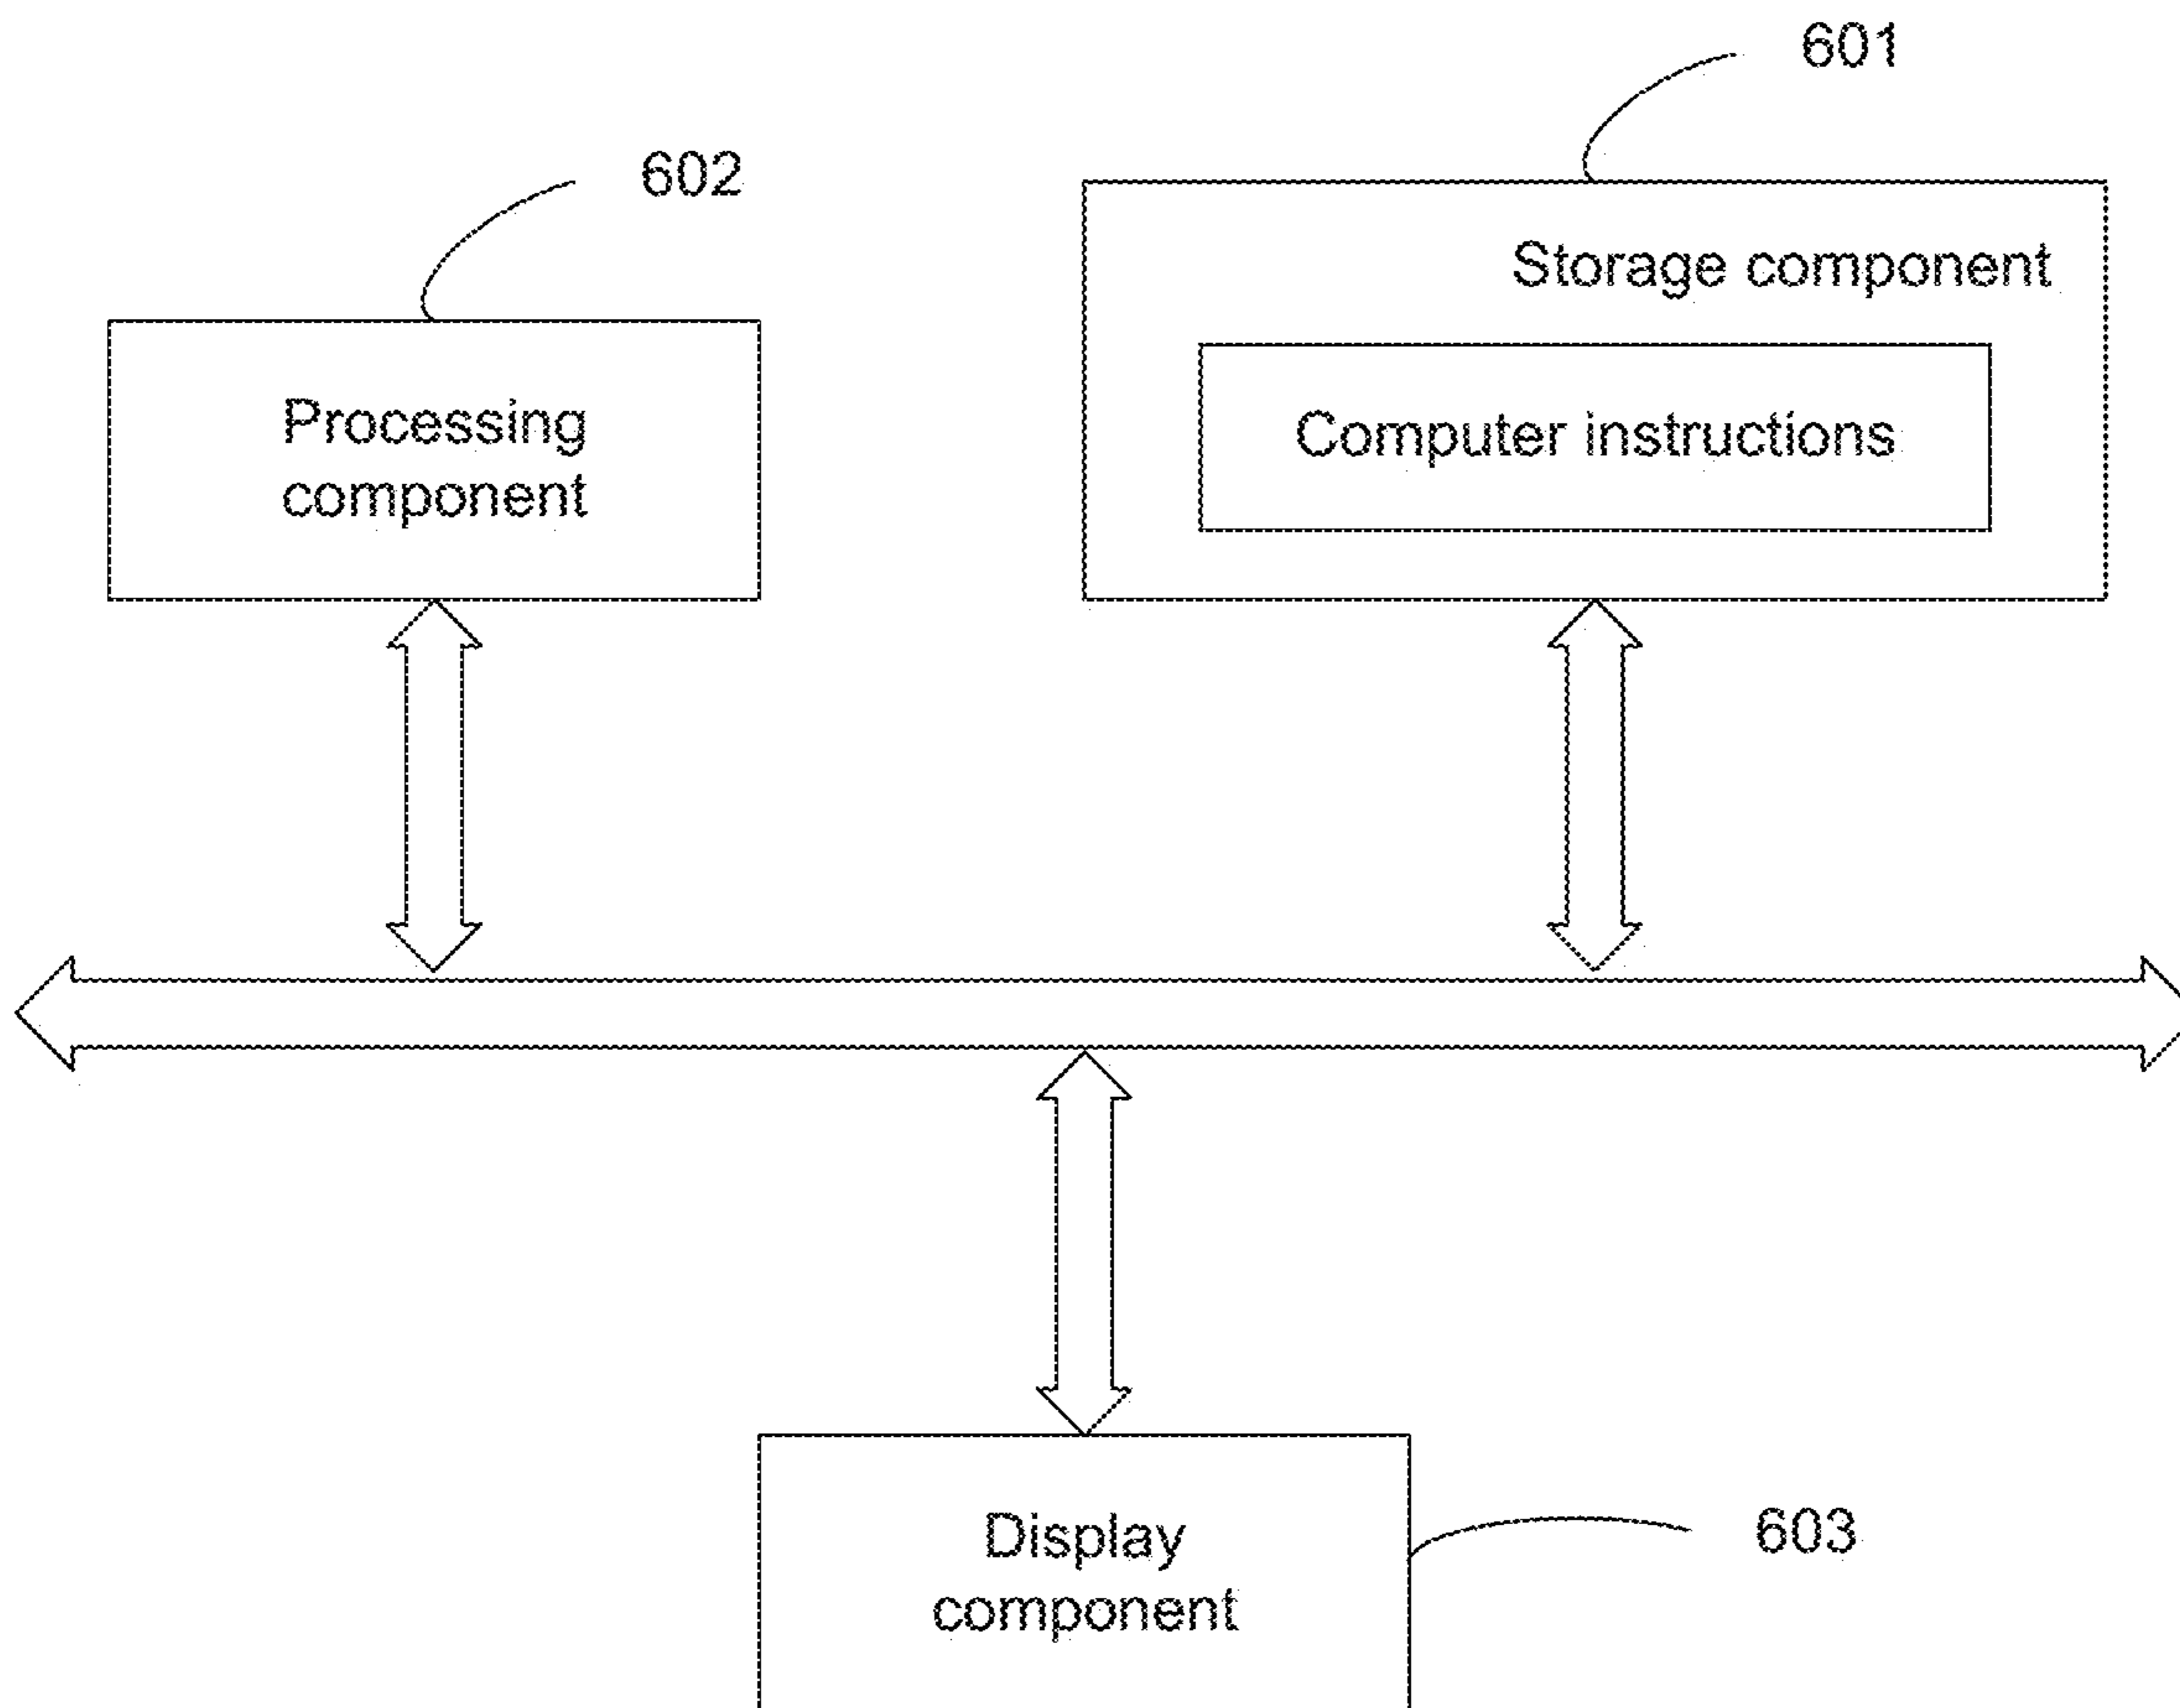 601
602
Storage component
Processing
component
Computer instructions
Display
component
603